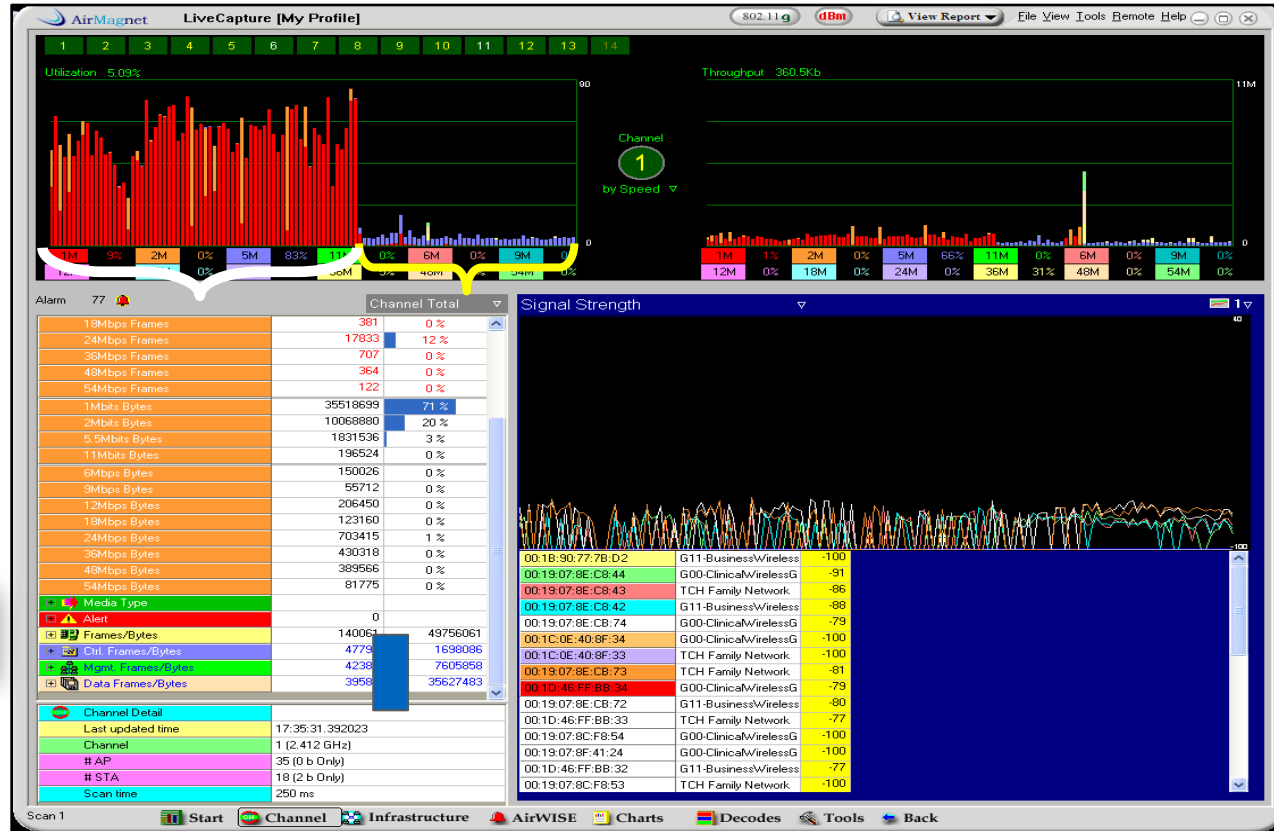 AirMagnet LiveCapture [My Profile] 802.11 g dBm View Report File View Tools Remote Help
1 2 3 4 5 6 7 8 9 10 11 12 13 14
Utilization 5.09% Throughput 360.5Kb
90 11M
Channel
1
by Speed
0 0
1M 9% 2M 0% 5M 83% 11M 0% 6M 0% 9M 1M 1% 2M 0% 5M 66% 11M 0% 6M 0% 9M 0%
0% 48M 0% 54M 0% 12M 0% 18M 0% 24M 0% 36M 31% 48M 0% 54M 0%
Alarm 77 Channel Total
18Mbps Frames 381 0 %
24Mbps Frames 17833 12 %
36Mbps Frames 707 0 %
48Mbps Frames 364 0 %
54Mbps Frames 122 0 %
1Mbits Bytes 35518699 71 %
2Mbits Bytes 10068880 20 %
5.5Mbits Bytes 1831536 3 %
11Mbits Bytes 196524 0 %
6Mbps Bytes 150026 0 %
9Mbps Bytes 55712 0 %
12Mbps Bytes 206450 0 %
18Mbps Bytes 123160 0 %
24Mbps Bytes 703415 1 %
36Mbps Bytes 430318 0 %
48Mbps Bytes 389566 0 %
54Mbps Bytes 81775 0 %
Media Type
Alert 0
Frames/Bytes 140061 49756061
Ctrl. Frames/Bytes 4779 1698086
Mgmt. Frames/Bytes 4238 7605858
Data Frames/Bytes 3958 35627483
Channel Detail
Last updated time 17:35:31.392023
Channel 1 (2.412 GHz)
# AP 35 (0 b Only)
# STA 18 (2 b Only)
Scan time 250 ms
Signal Strength 1
-100
00:1B:90:77:7B:D2 G11-BusinessWireless -100
00:19:07:8E:C8:44 G00-ClinicalWirelessG -91
00:19:07:8E:C8:43 TCH Family Network -86
00:19:07:8E:C8:42 G11-BusinessWireless -88
00:19:07:8E:CB:74 G00-ClinicalWirelessG -79
00:1C:0E:40:8F:34 G00-ClinicalWirelessG -100
00:1C:0E:40:8F:33 TCH Family Network -100
00:19:07:8E:CB:73 TCH Family Network -81
00:1D:46:FF:BB:34 G00-ClinicalWirelessG -79
00:19:07:8E:CB:72 G11-BusinessWireless -80
00:1D:46:FF:BB:33 TCH Family Network -77
00:19:07:8C:F8:54 G00-ClinicalWirelessG -100
00:19:07:8F:41:24 G00-ClinicalWirelessG -100
00:1D:46:FF:BB:32 G11-BusinessWireless -77
00:19:07:8C:F8:53 TCH Family Network -100
Scan 1 Start Channel Infrastructure AirWISE Charts Decodes Tools Back